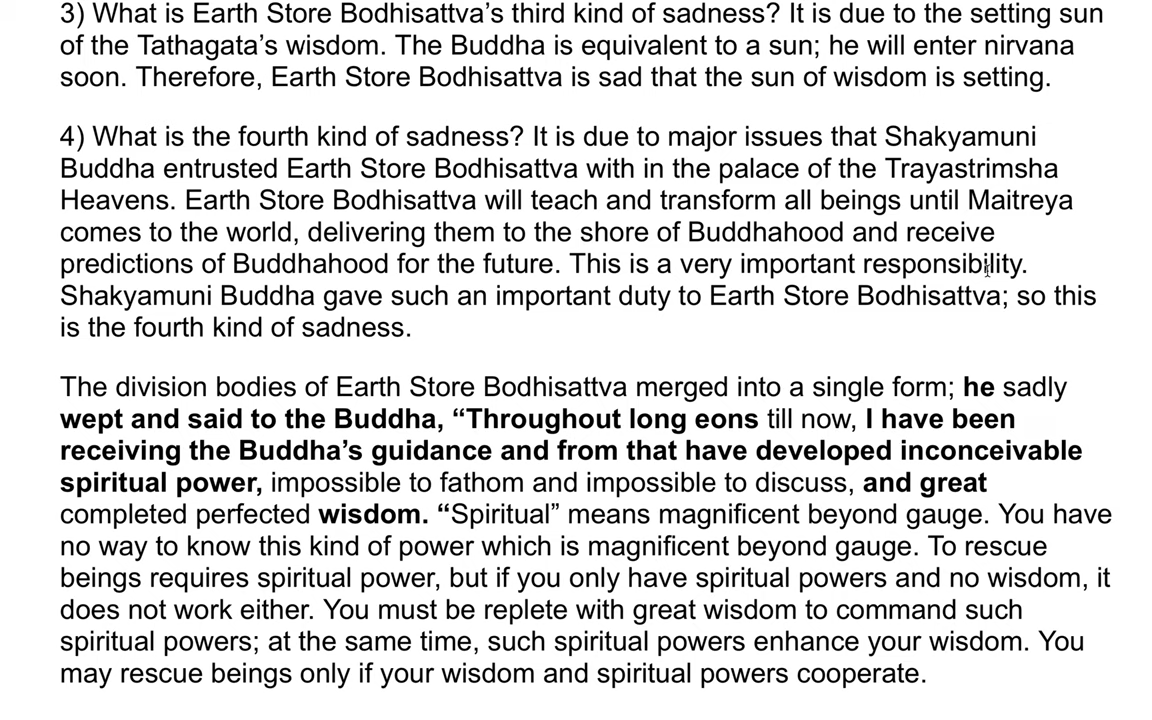 3) What is Earth Store Bodhisattva’s third kind of sadness? It is due to the setting sun
of the Tathagata’s wisdom. The Buddha is equivalent to a sun; he will enter nirvana
soon. Therefore, Earth Store Bodhisattva is sad that the sun of wisdom is setting.
4) What is the fourth kind of sadness? It is due to major issues that Shakyamuni
Buddha entrusted Earth Store Bodhisattva with in the palace of the Trayastrimsha
Heavens. Earth Store Bodhisattva will teach and transform all beings until Maitreya
comes to the world, delivering them to the shore of Buddhahood and receive
predictions of Buddhahood for the future. This is a very important responsibility.
Shakyamuni Buddha gave such an important duty to Earth Store Bodhisattva; so this
is the fourth kind of sadness.
The division bodies of Earth Store Bodhisattva merged into a single form; he sadly
wept and said to the Buddha, “Throughout long eons till now, I have been
receiving the Buddha’s guidance and from that have developed inconceivable
spiritual power, impossible to fathom and impossible to discuss, and great
completed perfected wisdom. “Spiritual” means magnificent beyond gauge. You have
no way to know this kind of power which is magnificent beyond gauge. To rescue
beings requires spiritual power, but if you only have spiritual powers and no wisdom, it
does not work either. You must be replete with great wisdom to command such
spiritual powers; at the same time, such spiritual powers enhance your wisdom. You
may rescue beings only if your wisdom and spiritual powers cooperate.